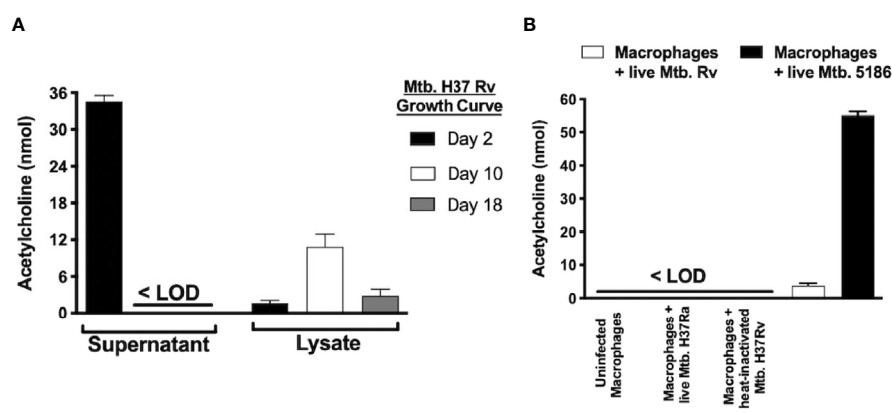 A
Acetylcholine (nmol)
36
30
24
18
12
6
0
< LOD
Supernatant
Lysate
Mtb. H37 Rv
Growth Curve
Day 2
Day 10
Day 18
B
Macrophages
+ live Mtb. Rv
Macrophages
+ live Mtb. 5186
Acetylcholine (nmol)
60
50
40
30
20
10
0
< LOD
Uninfected
Macrophages
Macrophages +
live Mtb. H37Ra
Macrophages +
heat-inactivated
Mtb. H37Rv